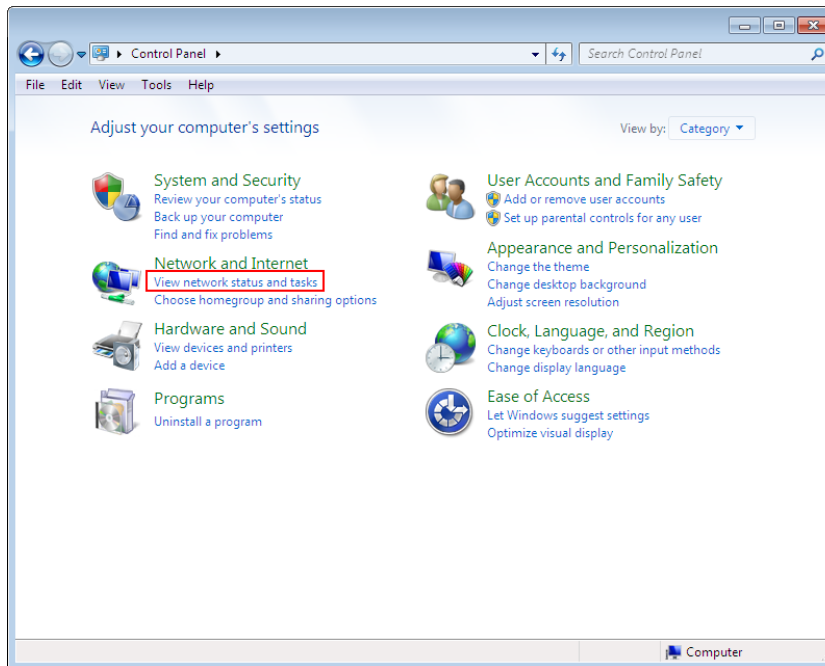 Control Panel
Search Control Panel
File Edit View Tools Help
Adjust your computer's settings
View by: Category
System and Security
Review your computer's status
Back up your computer
Find and fix problems
Network and Internet
View network status and tasks
Choose homegroup and sharing options
Hardware and Sound
View devices and printers
Add a device
Programs
Uninstall a program
User Accounts and Family Safety
Add or remove user accounts
Set up parental controls for any user
Appearance and Personalization
Change the theme
Change desktop background
Adjust screen resolution
Clock, Language, and Region
Change keyboards or other input methods
Change display language
Ease of Access
Let Windows suggest settings
Optimize visual display
Computer